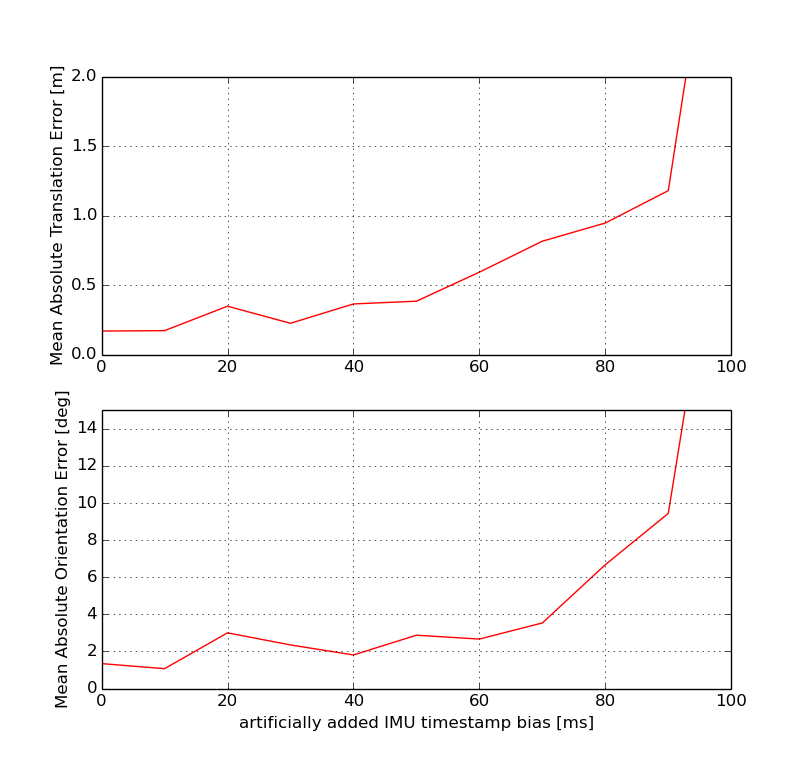 Mean Absolute Translation Error [m]
2.0
1.5
1.0
0.5
0.0
0 20 40 60 80 100
Mean Absolute Orientation Error [deg]
14
12
10
8
6
4
2
0
0 20 40 60 80 100
artificially added IMU timestamp bias [ms]